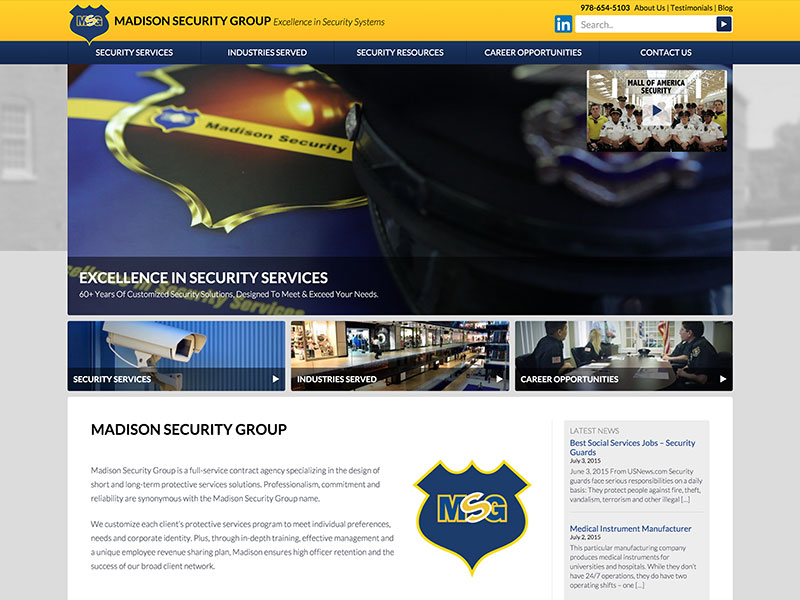 978-654-5103 About Us | Testimonials | Blog
MSG
MADISON SECURITY GROUP Excellence in Security Systems
in
Search...
SECURITY SERVICES INDUSTRIES SERVED SECURITY RESOURCES CAREER OPPORTUNITIES CONTACT US
MALL OF AMERICA
SECURITY
Madison Security
EXCELLENCE IN SECURITY SERVICES
60+ Years Of Customized Security Solutions, Designed To Meet & Exceed Your Needs.
Excellence in Security Services
SECURITY SERVICES
INDUSTRIES SERVED
CAREER OPPORTUNITIES
MADISON SECURITY GROUP
Madison Security Group is a full-service contract agency specializing in the design of
short and long-term protective services solutions. Professionalism, commitment and
reliability are synonymous with the Madison Security Group name.
We customize each client's protective services program to meet individual preferences,
needs and corporate identity. Plus, through in-depth training, effective management and
a unique employee revenue sharing plan, Madison ensures high officer retention and the
success of our broad client network.
MSG
LATEST NEWS
Best Social Services Jobs – Security
Guards
July 3, 2015
June 3, 2015 From USNews.com Security
guards face serious responsibilities on a daily
basis: They protect people against fire, theft,
vandalism, terrorism and other illegal [...]
Medical Instrument Manufacturer
July 2, 2015
This particular manufacturing company
produces medical instruments for
universities and hospitals. While they don't
have 24/7 operations, they do have two
operating shifts – one [...]